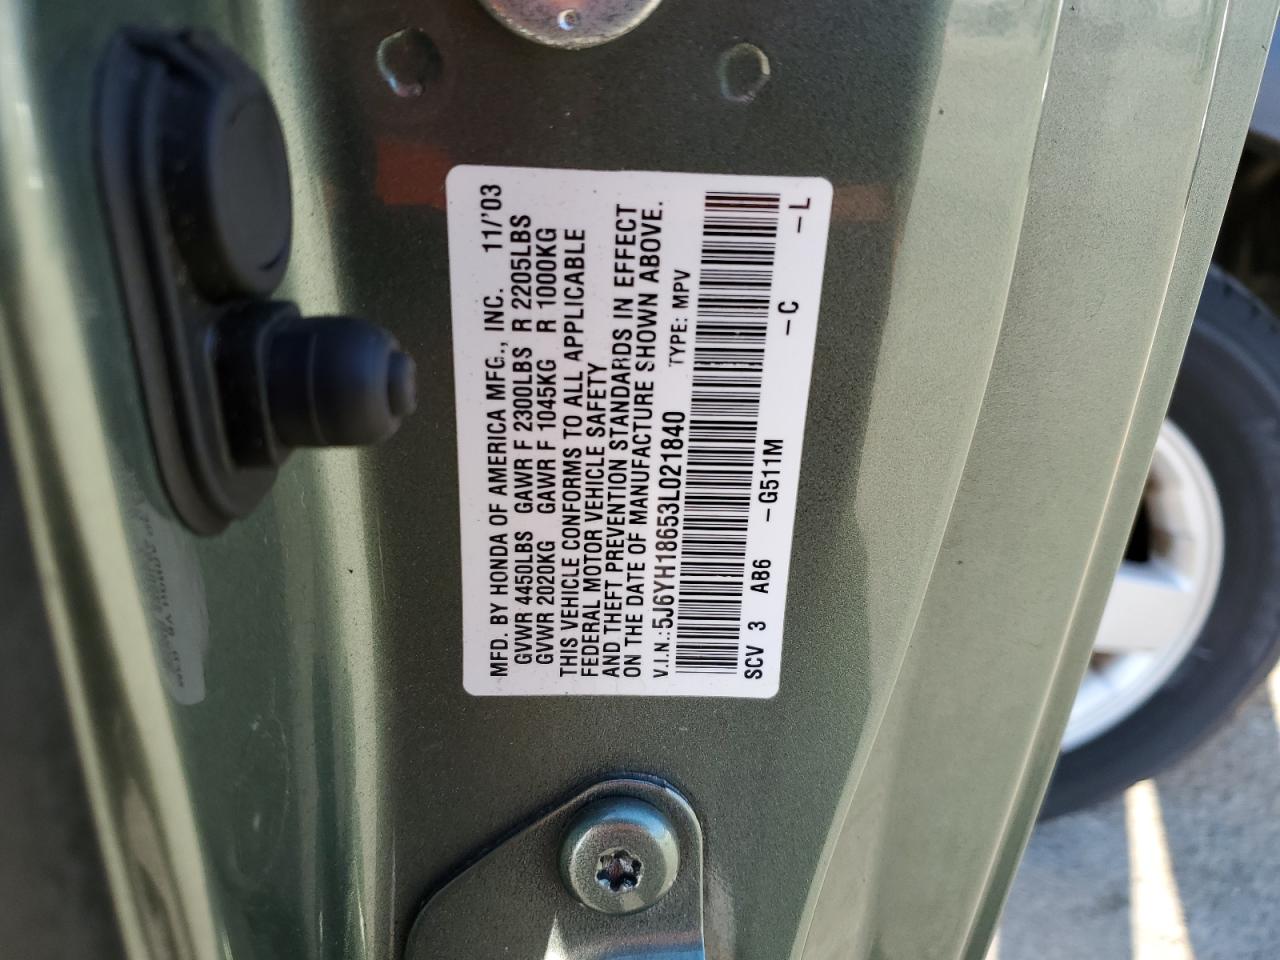 MFD. BY HONDA OF AMERICA MFG., INC. 11/'03
GVWR 4450LBS GAWR F 2300LBS R 2205LBS
GVWR 2020KG GAWR F 1045KG R 1000KG
THIS VEHICLE CONFORMS TO ALL APPLICABLE
FEDERAL MOTOR VEHICLE SAFETY
AND THEFT PREVENTION STANDARDS IN EFFECT
ON THE DATE OF MANUFACTURE SHOWN ABOVE.
V.I.N.:5J6YH18653L021840 TYPE: MPV
SCV 3 AB6 -G511M -C -L